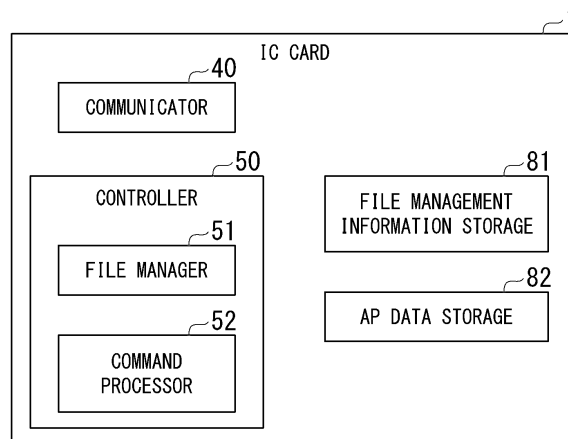 IC CARD
40
COMMUNICATOR
50
CONTROLLER
51
FILE MANAGER
52
COMMAND
PROCESSOR
81
FILE MANAGEMENT
INFORMATION STORAGE
82
AP DATA STORAGE